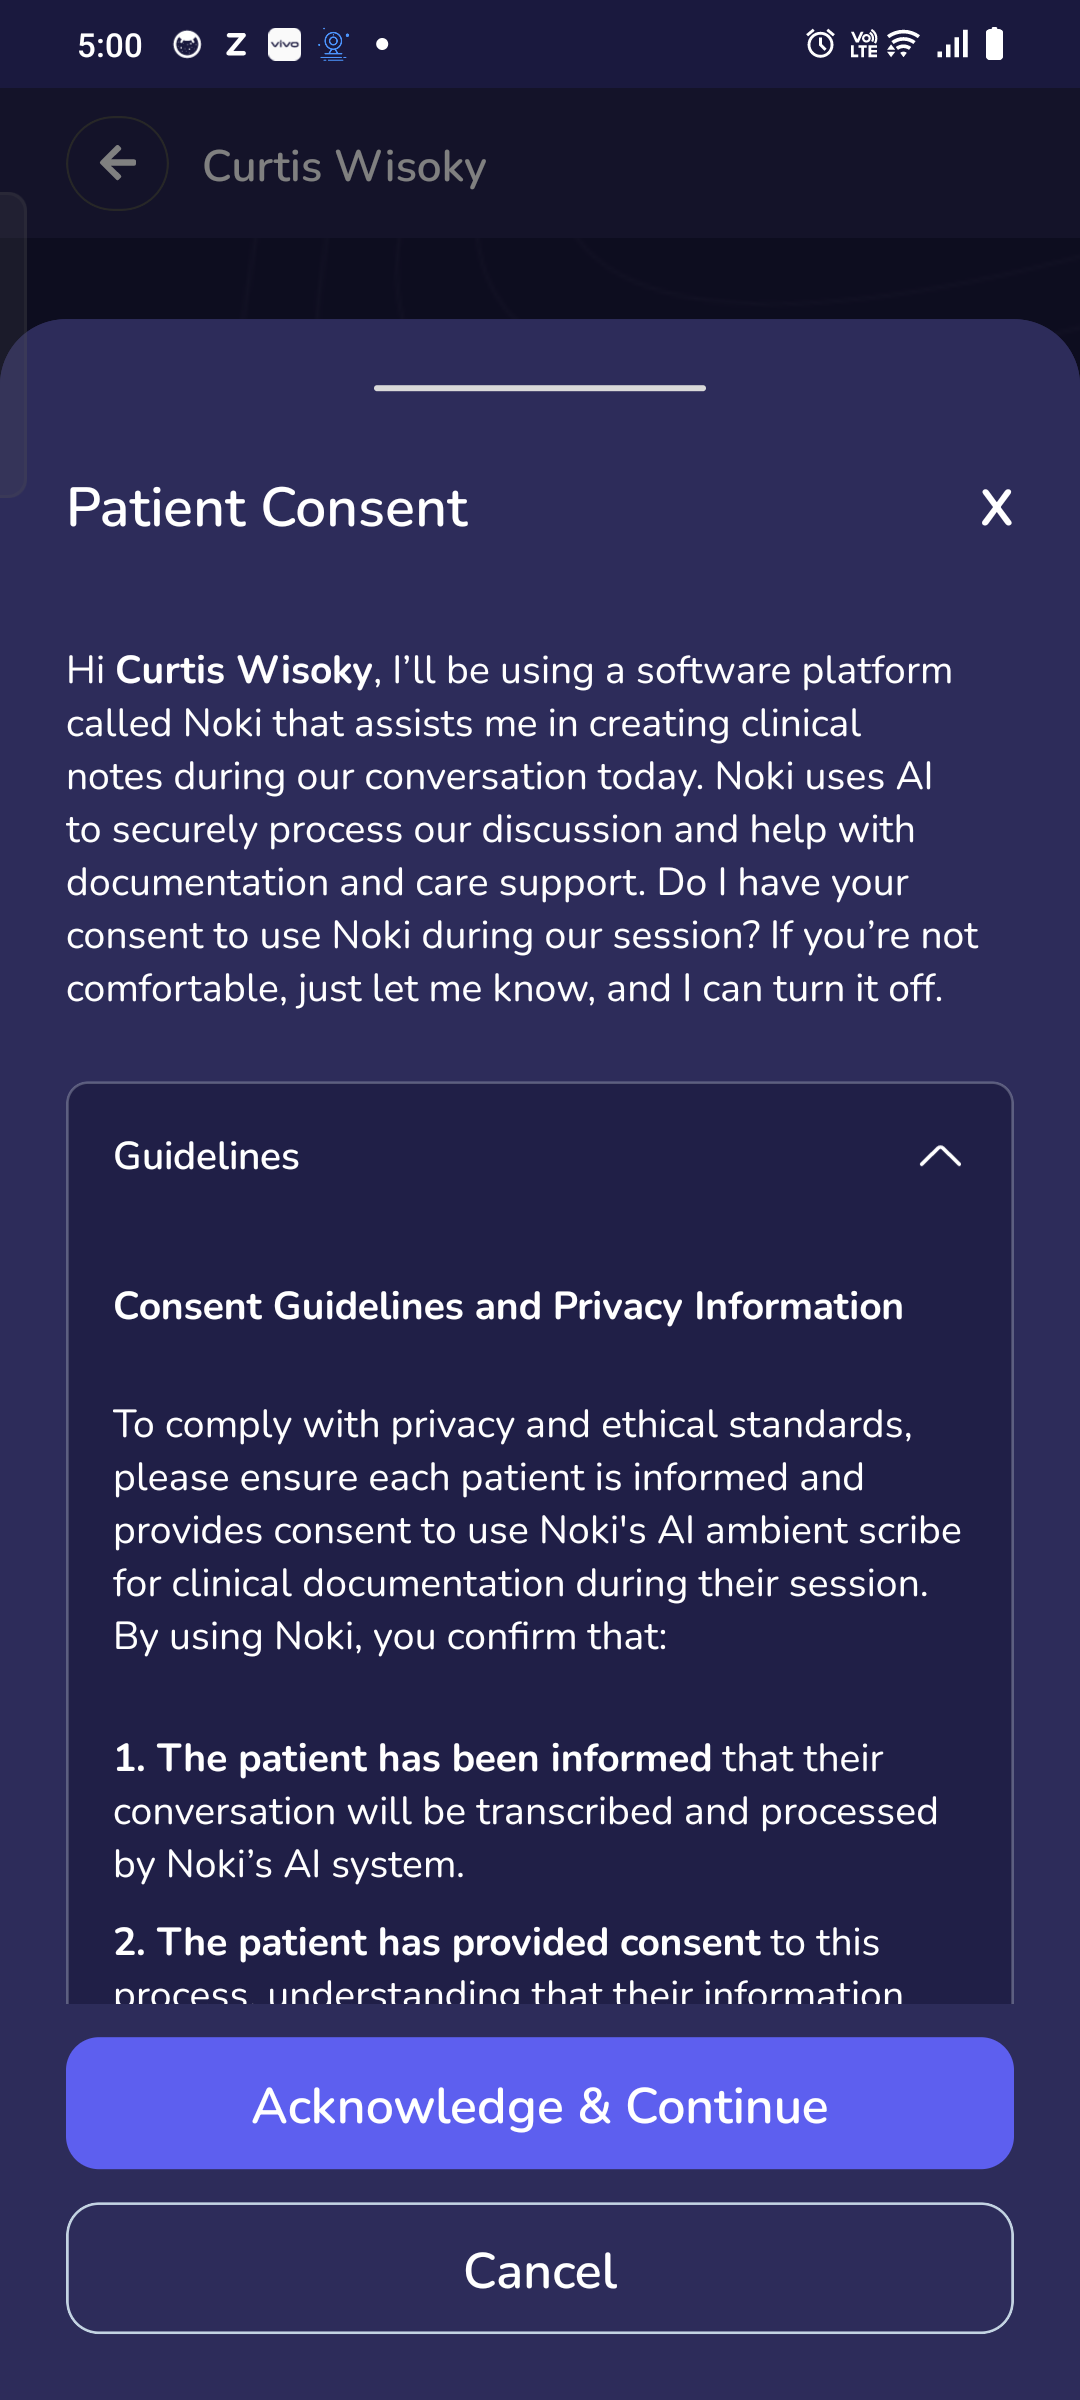 5:00
Z
vivo
Vo))
LTE
Curtis Wisoky
Patient Consent
X
Hi Curtis Wisoky, I’ll be using a software platform
called Noki that assists me in creating clinical
notes during our conversation today. Noki uses AI
to securely process our discussion and help with
documentation and care support. Do I have your
consent to use Noki during our session? If you’re not
comfortable, just let me know, and I can turn it off.
Guidelines
Consent Guidelines and Privacy Information
To comply with privacy and ethical standards,
please ensure each patient is informed and
provides consent to use Noki's AI ambient scribe
for clinical documentation during their session.
By using Noki, you confirm that:
1. The patient has been informed that their
conversation will be transcribed and processed
by Noki’s AI system.
2. The patient has provided consent to this
process, understanding that their information
Acknowledge & Continue
Cancel